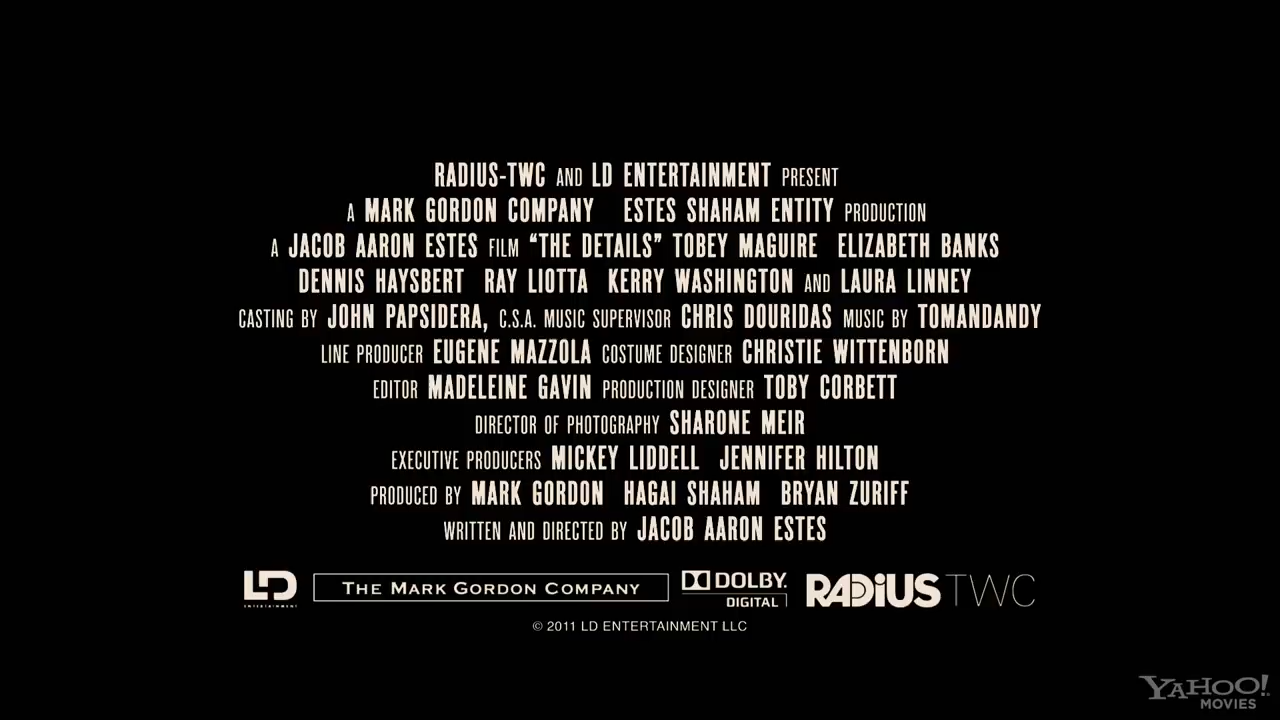 RADIUS-TWC AND LD ENTERTAINMENT PRESENT
A MARK GORDON COMPANY ESTES SHAHAM ENTITY PRODUCTION
A JACOB AARON ESTES FILM “THE DETAILS” TOBEY MAGUIRE ELIZABETH BANKS
DENNIS HAYSBERT RAY LIOTTA KERRY WASHINGTON AND LAURA LINNEY
CASTING BY JOHN PAPSIDERA, C.S.A. MUSIC SUPERVISOR CHRIS DOURIDAS MUSIC BY TOMANDANDY
LINE PRODUCER EUGENE MAZZOLA COSTUME DESIGNER CHRISTIE WITTENBORN
EDITOR MADELEINE GAVIN PRODUCTION DESIGNER TOBY CORBETT
DIRECTOR OF PHOTOGRAPHY SHARONE MEIR
EXECUTIVE PRODUCERS MICKEY LIDDELL JENNIFER HILTON
PRODUCED BY MARK GORDON HAGAI SHAHAM BRYAN ZURIFF
WRITTEN AND DIRECTED BY JACOB AARON ESTES
LD
ENTERTAINMENT
THE MARK GORDON COMPANY
DOLBY
DIGITAL
RADiUS TWC
© 2011 LD ENTERTAINMENT LLC
YAHOO!
MOVIES